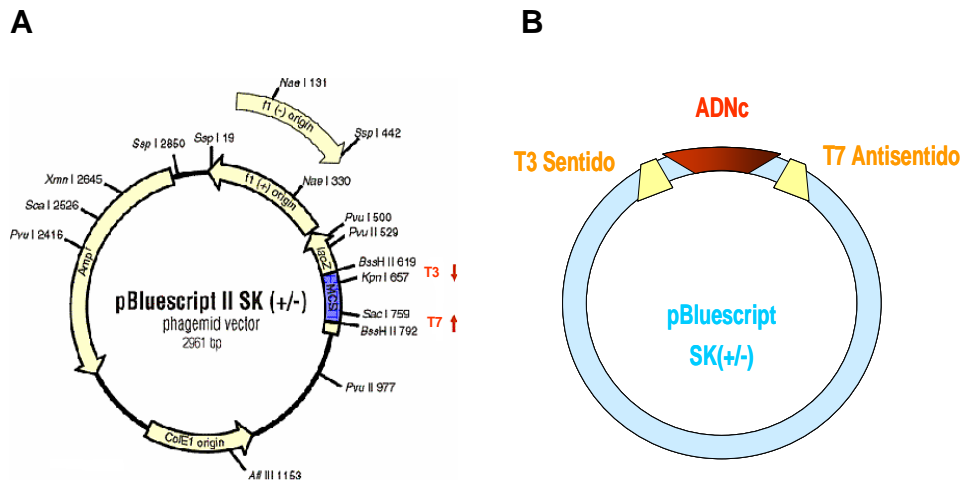 A
B
Nae I 131
f1 (-) origin
Ssp I 442
Ssp I 19
Ssp I 2850
Xmn I 2645
Sca I 2526
Pvu I 2416
Amp r
f1 (+) origin
Nae I 330
Pvu I 500
Pvu II 529
lacZ
BssH II 619
Kpn I 657
T3
MCS
Sac I 759
T7
BssH II 792
pBluescript II SK (+/-)
phagemid vector
2961 bp
Pvu II 977
ColE1 origin
Afl III 1153
ADNc
T3 Sentido
T7 Antisentido
pBluescript
SK(+/-)